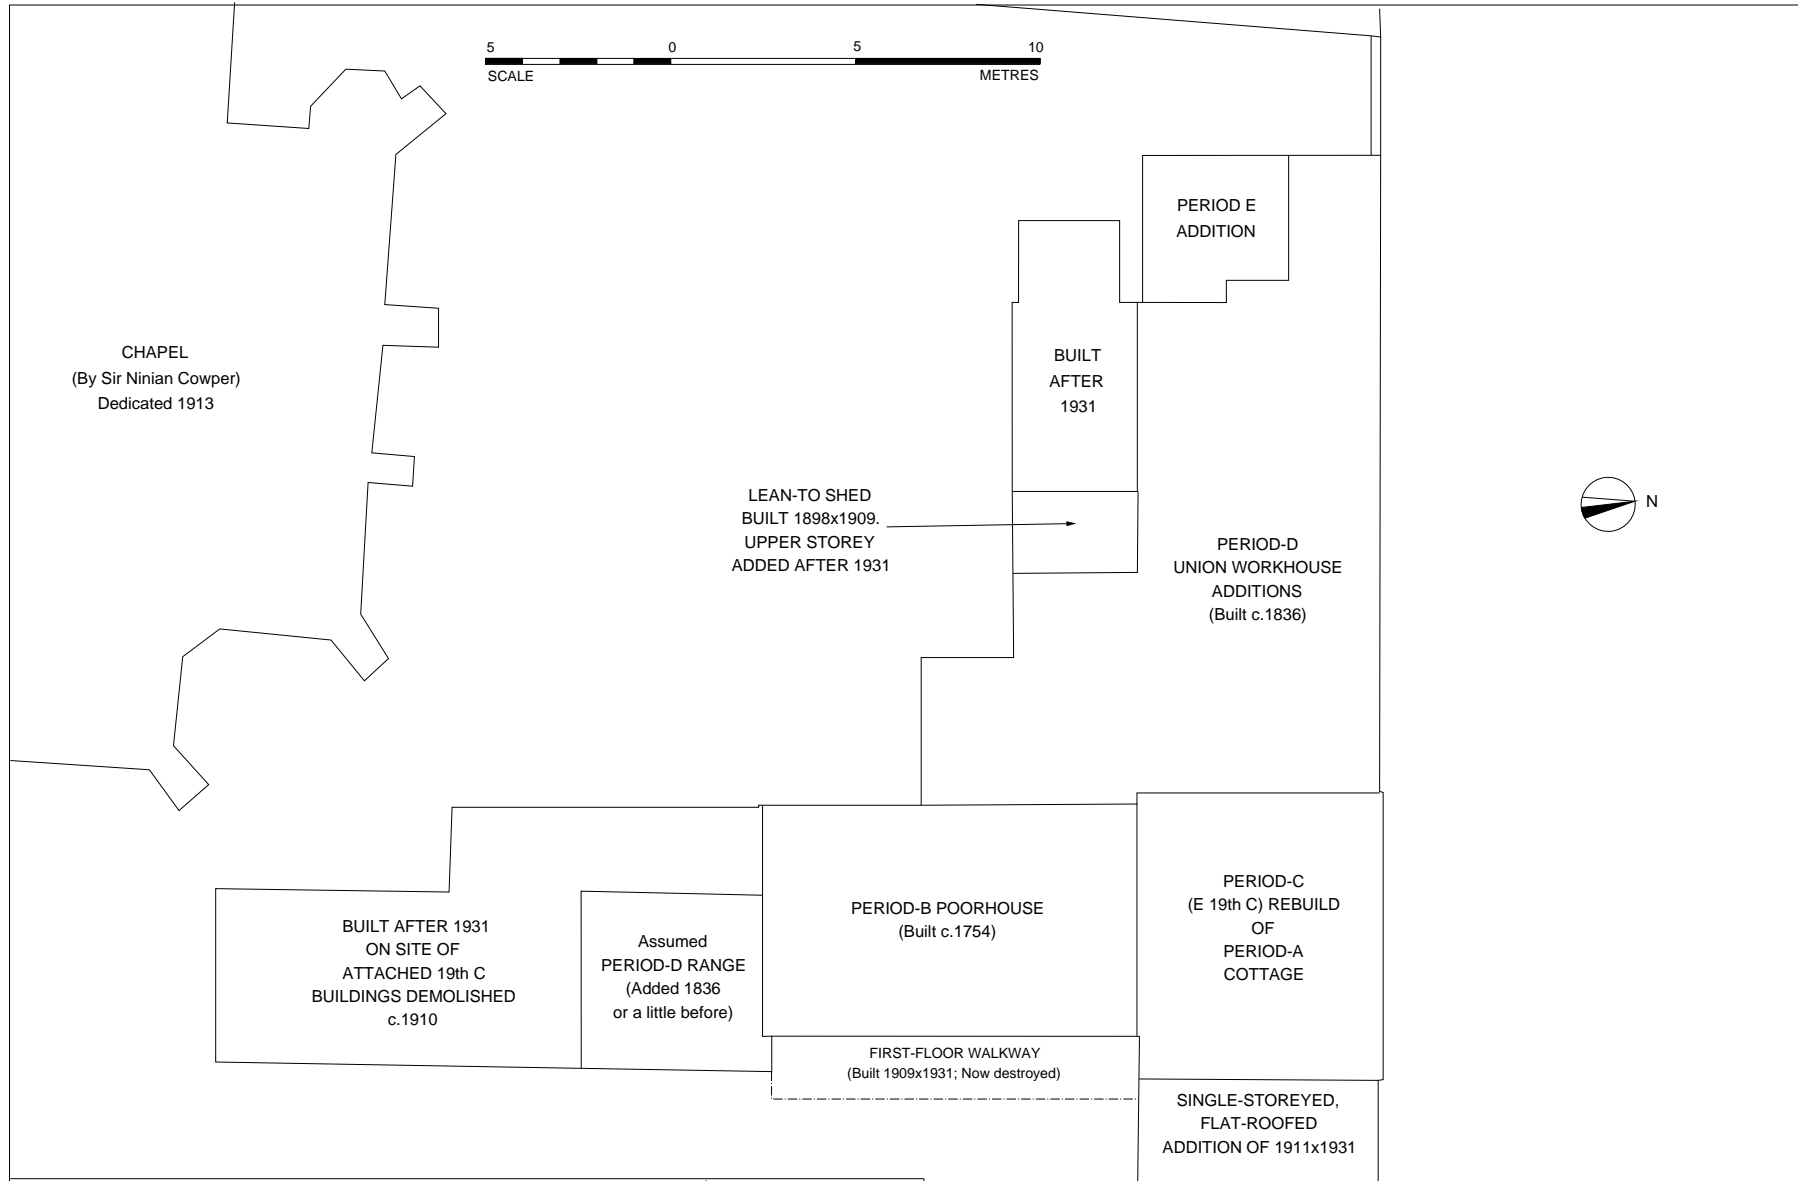 5 0 5 10
SCALE METRES
PERIOD E
ADDITION
CHAPEL
(By Sir Ninian Cowper)
Dedicated 1913
BUILT
AFTER
1931
LEAN-TO SHED
BUILT 1898x1909.
UPPER STOREY
ADDED AFTER 1931
N
PERIOD-D
UNION WORKHOUSE
ADDITIONS
(Built c.1836)
BUILT AFTER 1931
ON SITE OF
ATTACHED 19th C
BUILDINGS DEMOLISHED
c.1910
Assumed
PERIOD-D RANGE
(Added 1836
or a little before)
PERIOD-B POORHOUSE
(Built c.1754)
PERIOD-C
(E 19th C) REBUILD
OF
PERIOD-A
COTTAGE
FIRST-FLOOR WALKWAY
(Built 1909x1931; Now destroyed)
SINGLE-STOREYED,
FLAT-ROOFED
ADDITION OF 1911x1931